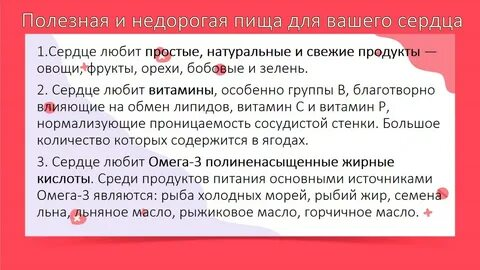 Полезная и недорогая пища для вашего сердца
1.Сердце любит простые, натуральные и свежие продукты —
овощи, фрукты, орехи, бобовые и зелень.
2. Сердце любит витамины, особенно группы В, благотворно
влияющие на обмен липидов, витамин С и витамин Р,
нормализующие проницаемость сосудистой стенки. Большое
количество которых содержится в ягодах.
3. Сердце любит Омега-3 полиненасыщенные жирные
кислоты. Среди продуктов питания основными источниками
Омега-3 являются: рыба холодных морей, рыбий жир, семена
льна, льняное масло, рыжиковое масло, горчичное масло.